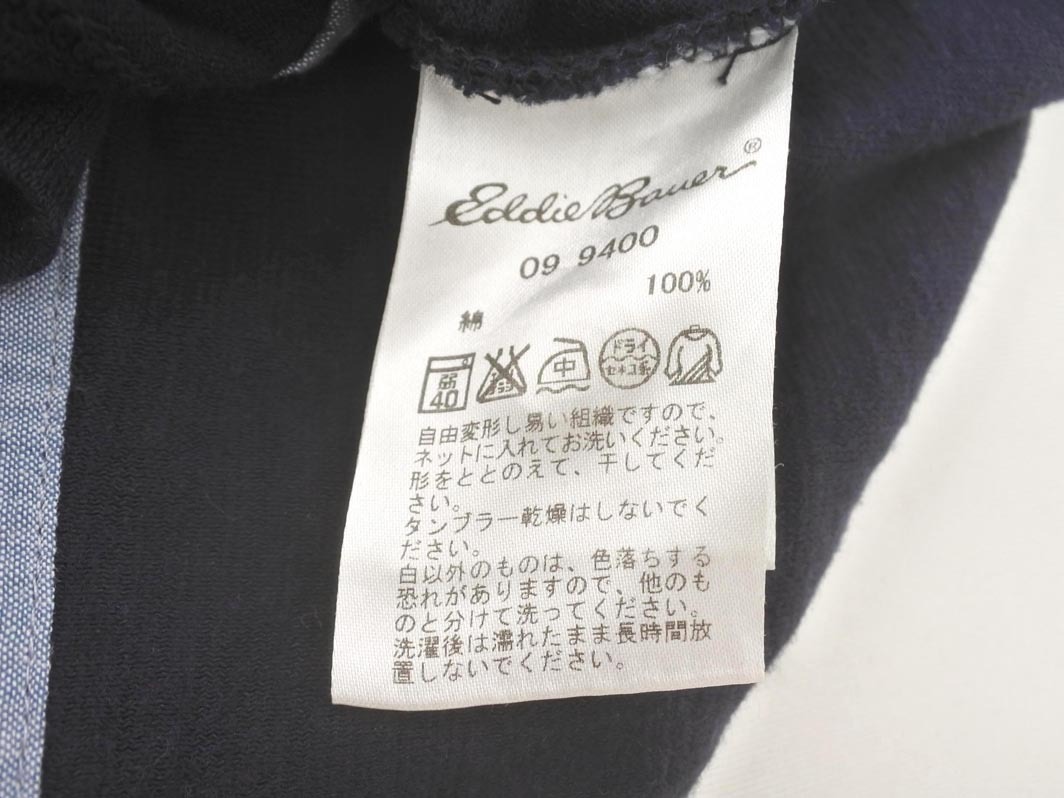 Eddie Bauer®
09 9400
100%
綿
弱 40 中 ドライ セキユ系
自由変形し易い組織ですので、
ネットに入れてお洗いください。
形をととのえて、干してくだ
さい。
タンブラー乾燥はしないでく
ださい。
白以外のものは、色落ちする
恐れがありますので、他のも
のと分けて洗ってください。
洗濯後は濡れたまま長時間放
置しないでください。